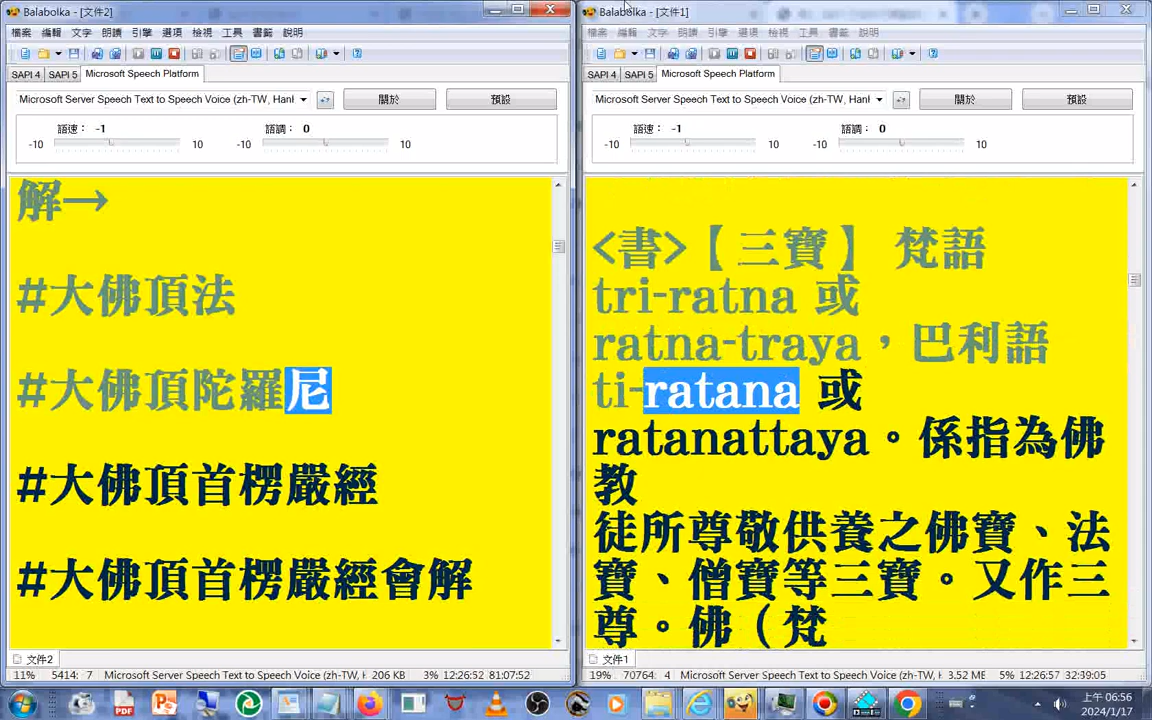 Balabolka - [文件2]
檔案 編輯 文字 朗讀 引擎 選項 檢視 工具 書籤 說明
SAPI 4 SAPI 5 Microsoft Speech Platform
Microsoft Server Speech Text to Speech Voice (zh-TW, Hanl
關於
預設
語速： -1
語調： 0
-10 10 -10 10
解→
#大佛頂法
#大佛頂陀羅尼
#大佛頂首楞嚴經
#大佛頂首楞嚴經會解
文件2
11% 5414: 7 Microsoft Server Speech Text to Speech Voice (zh-TW, H 206 KB 3% 12:26:52 81:07:52
Balabolka - [文件1]
檔案 編輯 文字 朗讀 引擎 選項 檢視 工具 書籤 說明
SAPI 4 SAPI 5 Microsoft Speech Platform
Microsoft Server Speech Text to Speech Voice (zh-TW, Hanl
關於
預設
語速： -1
語調： 0
-10 10 -10 10
<書>【三寶】 梵語
tri-ratna 或
ratna-traya，巴利語
ti-ratana 或
ratanattaya。係指為佛
教
徒所尊敬供養之佛寶、法
寶、僧寶等三寶。又作三
尊。佛（梵
文件1
19% 70764: 4 Microsoft Server Speech Text to Speech Voice (zh-TW, H 3.52 ME 5% 12:26:57 32:39:05
PDF
上午 06:56
2024/1/17